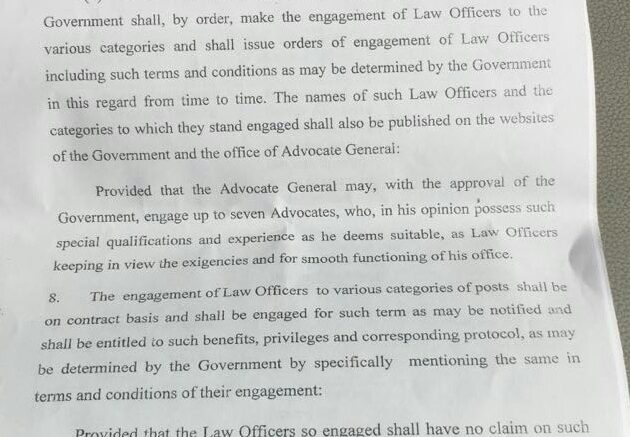 Government shall, by order, make the engagement of Law Officers to the
various categories and shall issue orders of engagement of Law Officers
including such terms and conditions as may be determined by the Government
in this regard from time to time. The names of such Law Officers and the
categories to which they stand engaged shall also be published on the websites
of the Government and the office of Advocate General:
Provided that the Advocate General may, with the approval of the
Government, engage up to seven Advocates, who, in his opinion possess such
special qualifications and experience as he deems suitable, as Law Officers
keeping in view the exigencies and for smooth functioning of his office.
8. The engagement of Law Officers to various categories of posts shall be
on contract basis and shall be engaged for such term as may be notified and
shall be entitled to such benefits, privileges and corresponding protocol, as may
be determined by the Government by specifically mentioning the same in
terms and conditions of their engagement:
Provided that the Law Officers so engaged shall have no claim on such